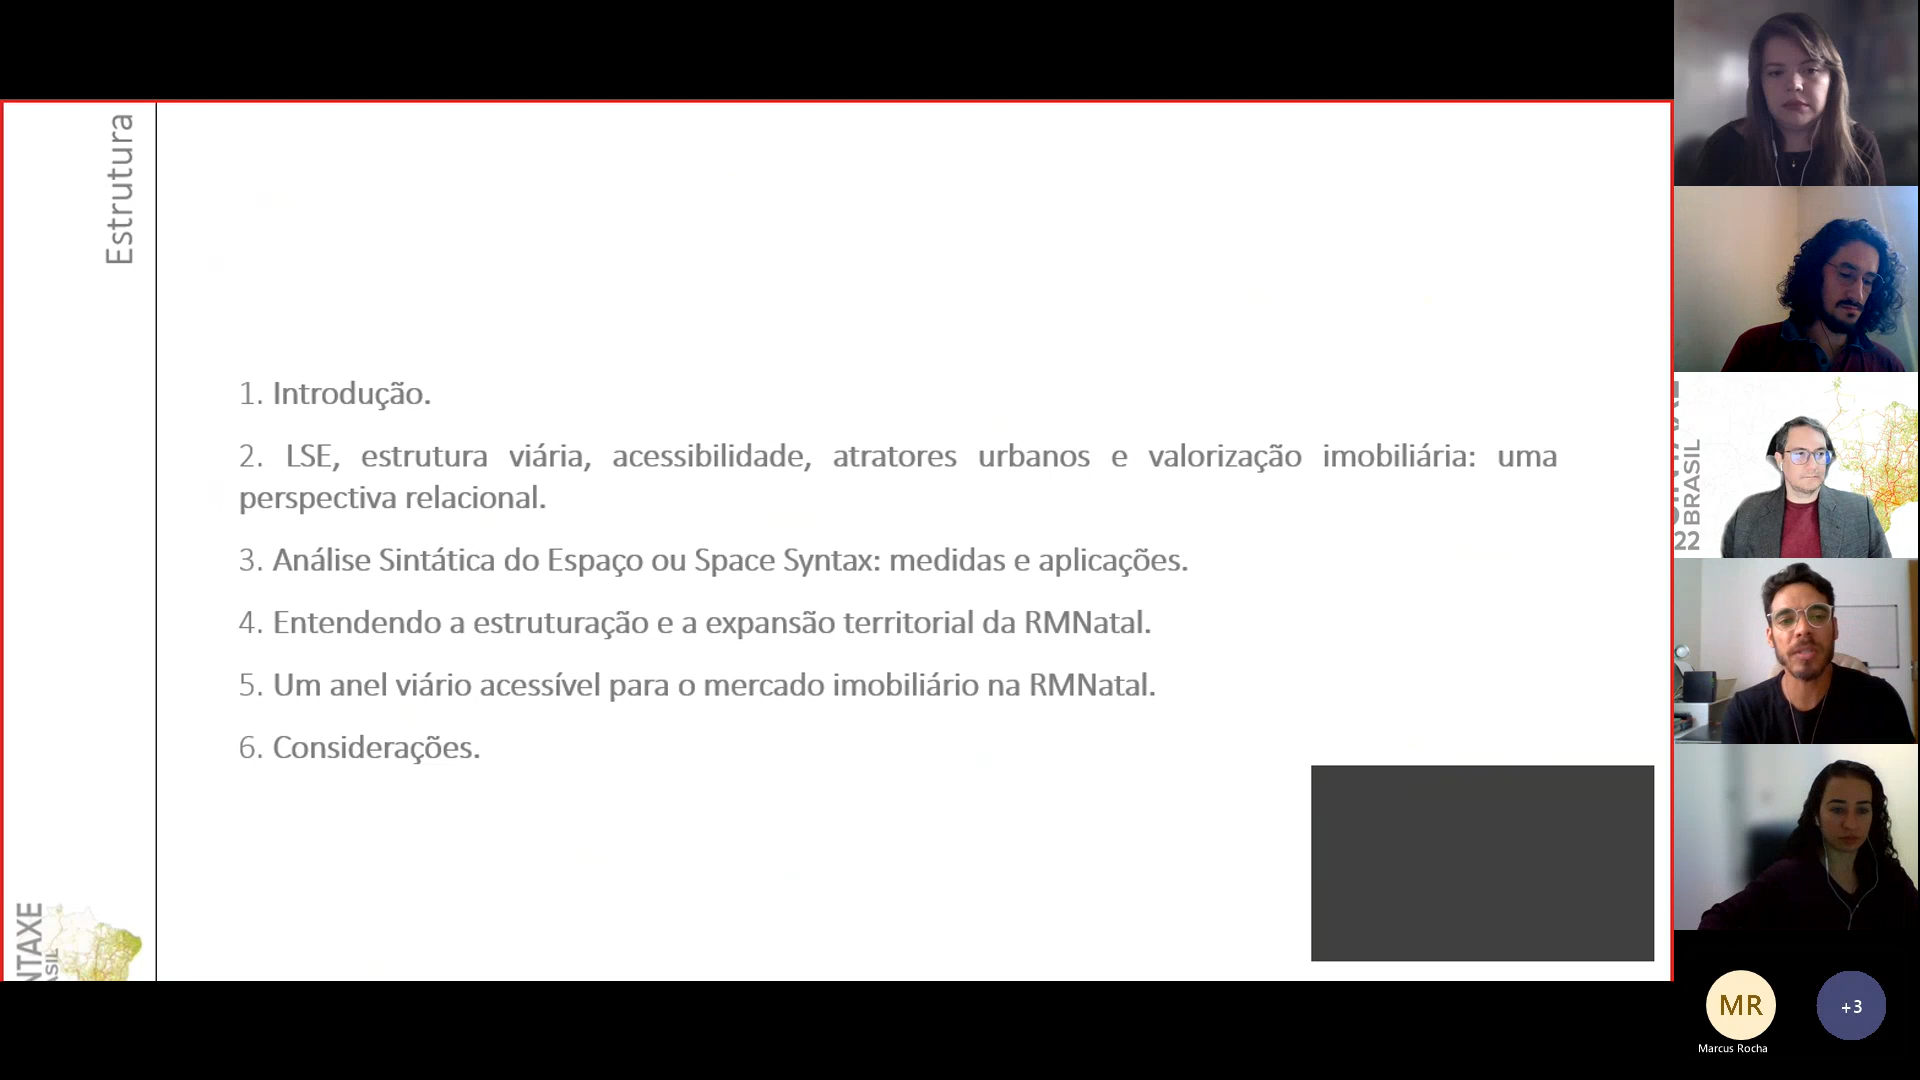 Estrutura
1. Introdução.
2. LSE, estrutura viária, acessibilidade, atratores urbanos e valorização imobiliária: uma
perspectiva relacional.
3. Análise Sintática do Espaço ou Space Syntax: medidas e aplicações.
4. Entendendo a estruturação e a expansão territorial da RMNatal.
5. Um anel viário acessível para o mercado imobiliário na RMNatal.
6. Considerações.
NTAXE
ASIL
BRASIL
22
MR
+3
Marcus Rocha